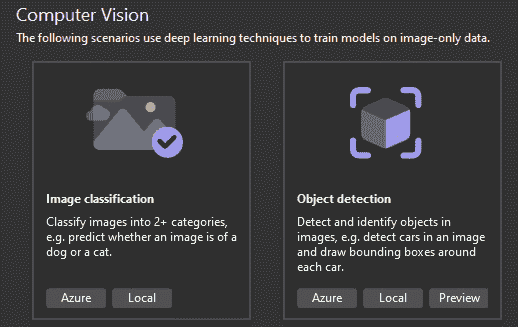 Computer Vision
The following scenarios use deep learning techniques to train models on image-only data.
Image classification
Classify images into 2+ categories,
e.g. predict whether an image is of a
dog or a cat.
Azure
Local
Object detection
Detect and identify objects in
images, e.g. detect cars in an image
and draw bounding boxes around
each car.
Azure
Local
Preview